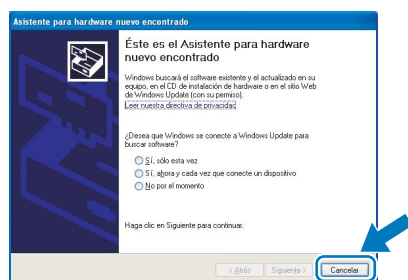 Asistente para hardware nuevo encontrado
Éste es el Asistente para hardware
nuevo encontrado
Windows buscará el software existente y el actualizado en su
equipo, en el CD de instalación de hardware o en el sitio Web
de Windows Update (con su permiso).
Leer nuestra directiva de privacidad
¿Desea que Windows se conecte a Windows Update para
buscar software?
Sí, sólo esta vez
Sí, ahora y cada vez que conecte un dispositivo
No por el momento
Haga clic en Siguiente para continuar.
< Atrás Siguiente > Cancelar